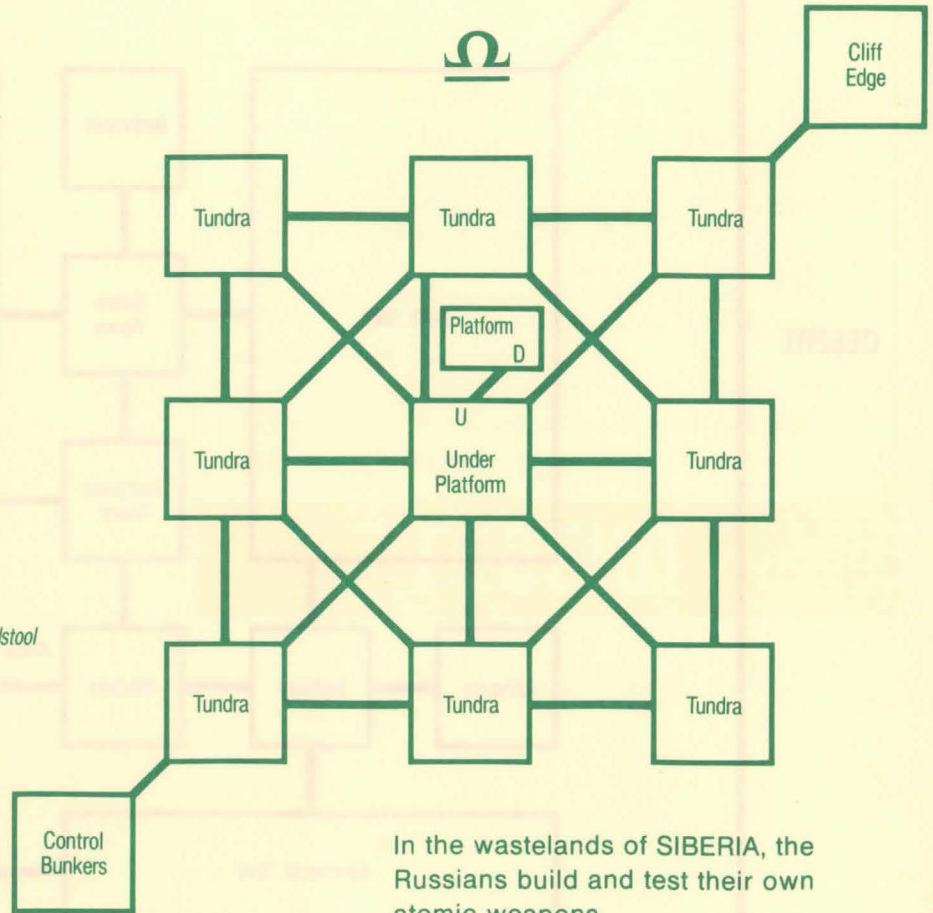 Ω
Cliff
Edge
Tundra
Tundra
Tundra
Platform
D
U
Tundra
Under
Platform
Tundra
Tundra
Tundra
Tundra
Control
Bunkers
In the wastelands of SIBERIA, the
Russians build and test their own